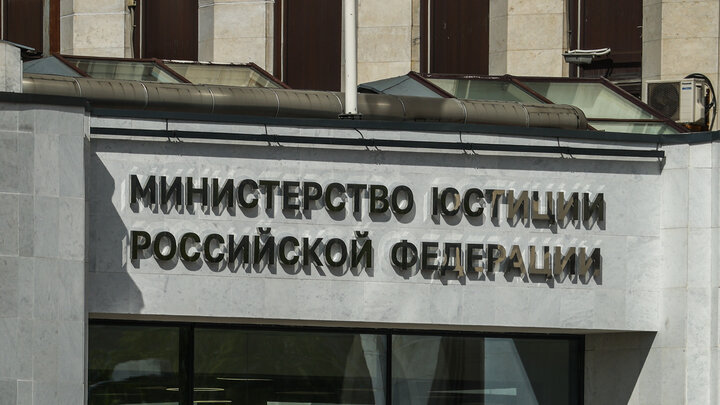 МИНИСТЕРСТВО ЮСТИЦИИ
РОССИЙСКОЙ ФЕДЕРАЦИИ